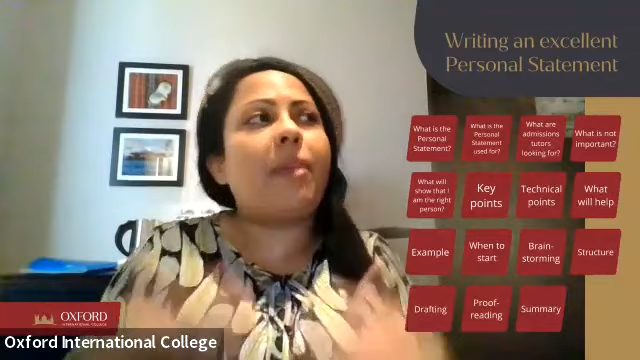 Writing an excellent
Personal Statement
What is the
Personal
Statement?
What is the
Personal
Statement
used for?
What are
admissions
tutors
looking for?
What is not
important?
What will
show that I
am the right
person?
Key
points
Technical
points
What
will help
Example
When to
start
Brain-
storming
Structure
Drafting
Proof-
reading
Summary
OXFORD
INTERNATIONAL COLLEGE
Oxford International College